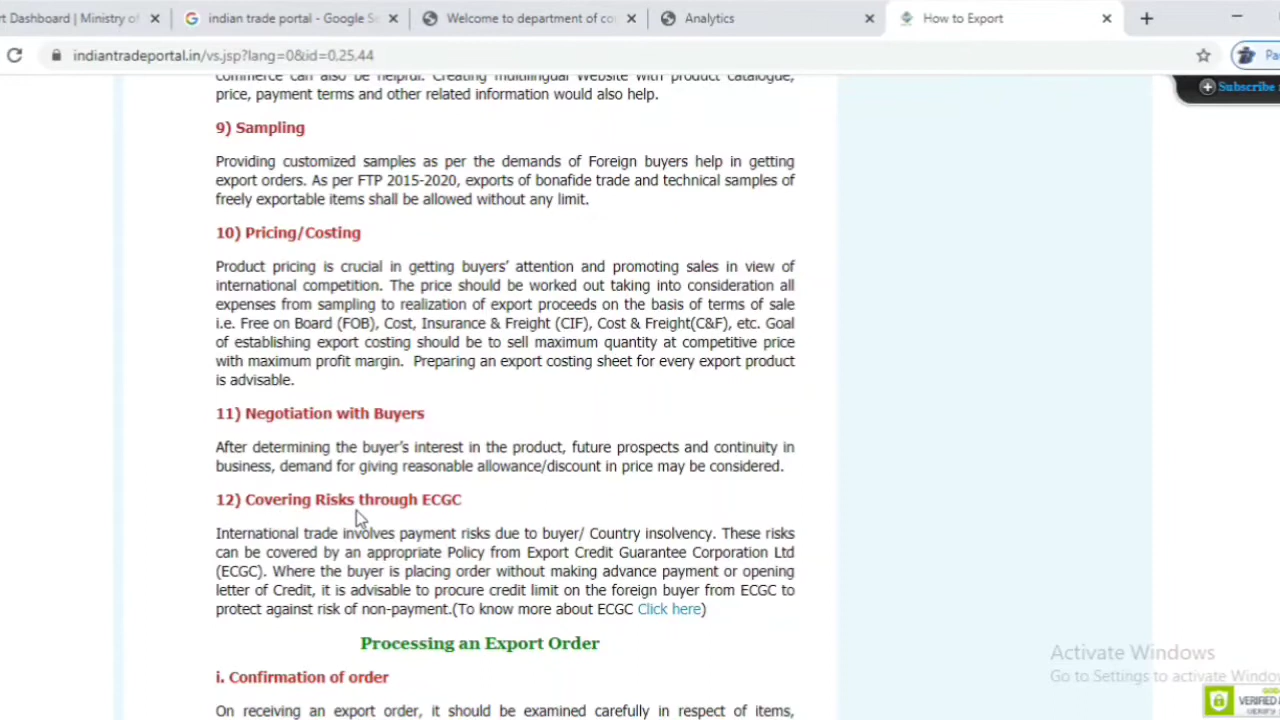 rt Dashboard | Ministry of
indian trade portal - Google S
Welcome to department of co
Analytics
How to Export
indiantradeportal.in/vs.jsp?lang=0&id=0,25,44
Pa
Subscribe
commerce can also be helpful. Creating multilingual Website with product catalogue,
price, payment terms and other related information would also help.
9) Sampling
Providing customized samples as per the demands of Foreign buyers help in getting
export orders. As per FTP 2015-2020, exports of bonafide trade and technical samples of
freely exportable items shall be allowed without any limit.
10) Pricing/Costing
Product pricing is crucial in getting buyers’ attention and promoting sales in view of
international competition. The price should be worked out taking into consideration all
expenses from sampling to realization of export proceeds on the basis of terms of sale
i.e. Free on Board (FOB), Cost, Insurance & Freight (CIF), Cost & Freight(C&F), etc. Goal
of establishing export costing should be to sell maximum quantity at competitive price
with maximum profit margin. Preparing an export costing sheet for every export product
is advisable.
11) Negotiation with Buyers
After determining the buyer’s interest in the product, future prospects and continuity in
business, demand for giving reasonable allowance/discount in price may be considered.
12) Covering Risks through ECGC
International trade involves payment risks due to buyer/ Country insolvency. These risks
can be covered by an appropriate Policy from Export Credit Guarantee Corporation Ltd
(ECGC). Where the buyer is placing order without making advance payment or opening
letter of Credit, it is advisable to procure credit limit on the foreign buyer from ECGC to
protect against risk of non-payment.(To know more about ECGC Click here)
Processing an Export Order
i. Confirmation of order
On receiving an export order, it should be examined carefully in respect of items,
Activate Windows
Go to Settings to activate Windo
VERIFIED